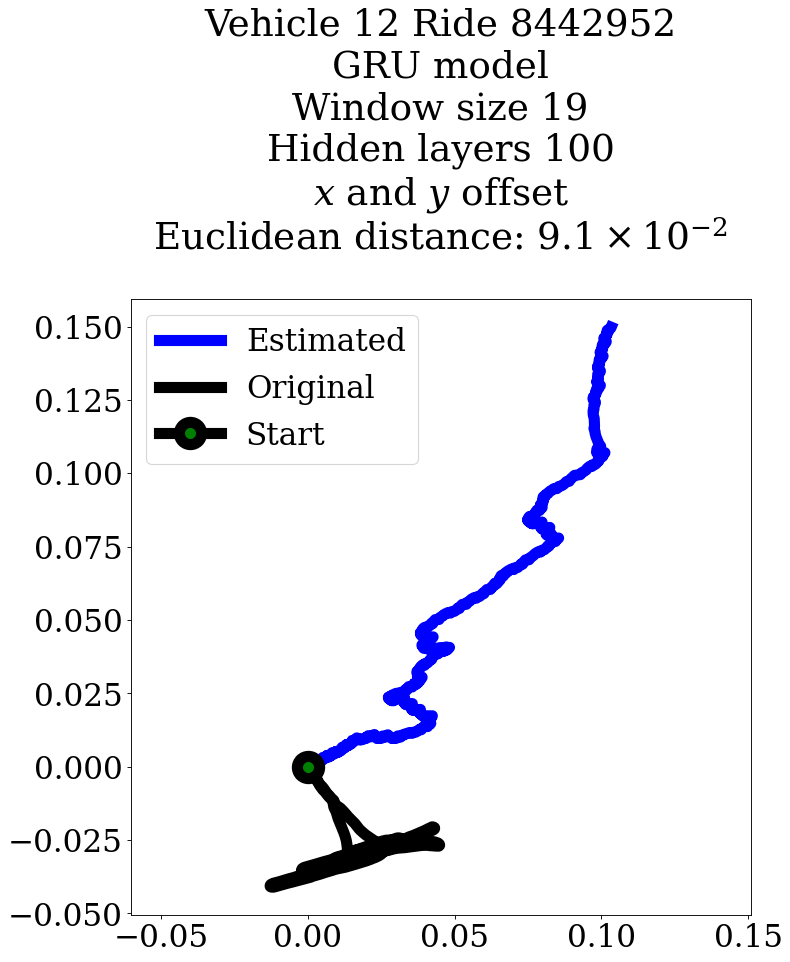 Vehicle 12 Ride 8442952
GRU model
Window size 19
Hidden layers 100
x and y offset
Euclidean distance: 9.1 × 10⁻²
Estimated
Original
Start
0.150
0.125
0.100
0.075
0.050
0.025
0.000
−0.025
−0.050
−0.05 0.00 0.05 0.10 0.15